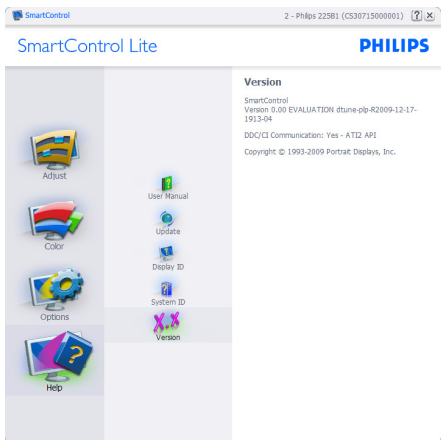 SmartControl
2 - Philips 225B1 (CS30715000001)
SmartControl Lite
PHILIPS
Adjust
Color
Options
Help
User Manual
Update
Display ID
System ID
X.X
Version
Version
SmartControl
Version 0.00 EVALUATION dtune-plp-R2009-12-17-
1913-04
DDC/CI Communication: Yes - ATI2 API
Copyright © 1993-2009 Portrait Displays, Inc.